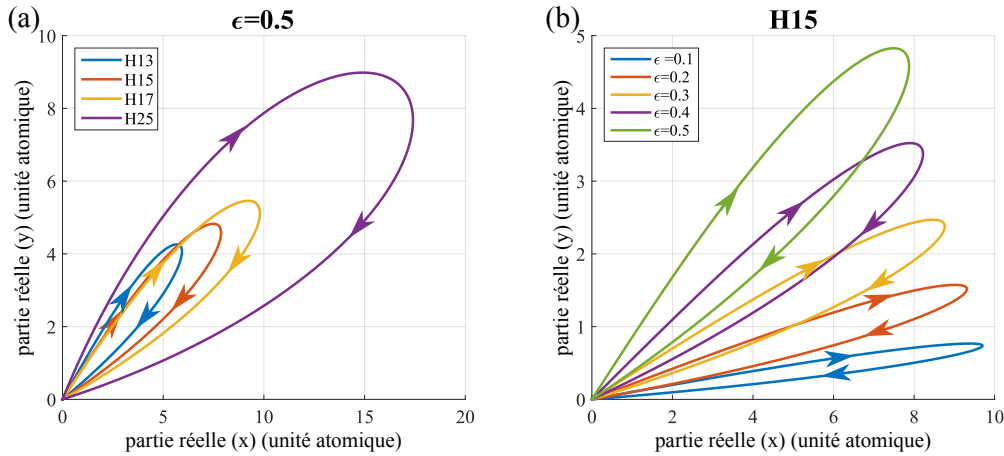 (a)
ϵ=0.5
partie réelle (y) (unité atomique)
10
8
6
4
2
0
H13
H15
H17
H25
0 5 10 15 20
partie réelle (x) (unité atomique)
(b)
H15
partie réelle (y) (unité atomique)
5
4
3
2
1
0
ϵ =0.1
ϵ=0.2
ϵ=0.3
ϵ=0.4
ϵ=0.5
0 2 4 6 8 10
partie réelle (x) (unité atomique)